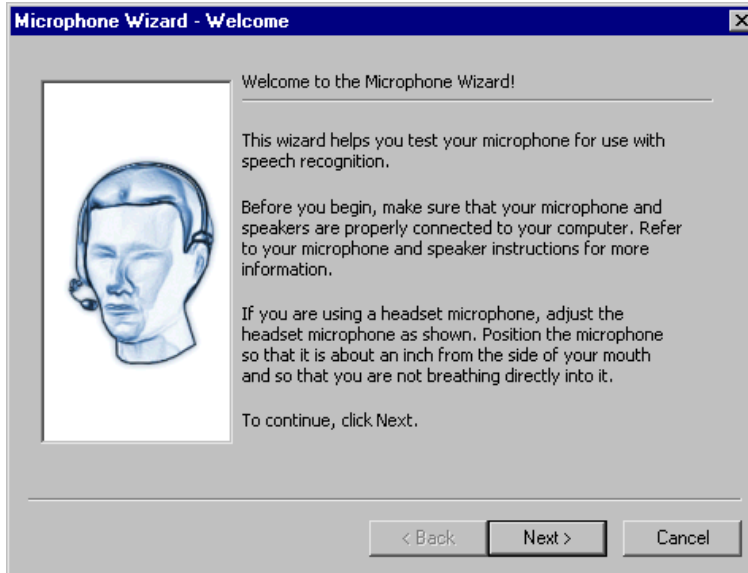 Microphone Wizard - Welcome
Welcome to the Microphone Wizard!
This wizard helps you test your microphone for use with
speech recognition.
Before you begin, make sure that your microphone and
speakers are properly connected to your computer. Refer
to your microphone and speaker instructions for more
information.
If you are using a headset microphone, adjust the
headset microphone as shown. Position the microphone
so that it is about an inch from the side of your mouth
and so that you are not breathing directly into it.
To continue, click Next.
< Back
Next >
Cancel